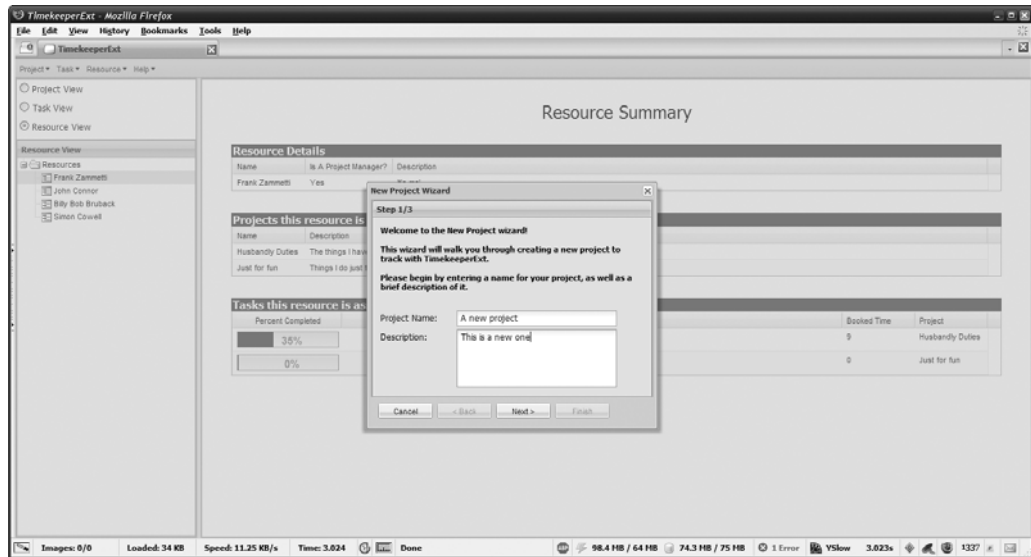 TimekeeperExt - Mozilla Firefox
File Edit View History Bookmarks Tools Help
TimekeeperExt
Project Task Resource Help
Project View
Task View
Resource View
Resource Summary
Resource View
Resources
Frank Zammetti
John Connor
Billy Bob Bruback
Simon Cowell
Resource Details
Name Is A Project Manager? Description
Frank Zammetti Yes
Projects this resource is
Name Description
Husbandly Duties The things I have
Just for fun Things I do just
Tasks this resource is as
Percent Completed Booked Time Project
35% 9 Husbandly Duties
0% 0 Just for fun
New Project Wizard
Step 1/3
Welcome to the New Project wizard!
This wizard will walk you through creating a new project to
track with TimekeeperExt.
Please begin by entering a name for your project, as well as a
brief description of it.
Project Name: A new project
Description: This is a new one
Cancel < Back Next > Finish
Images: 0/0 Loaded: 34 KB Speed: 11.25 KB/s Time: 3.024 Done 98.4 MB / 64 MB 74.3 MB / 75 MB 1 Error YSlow 3.023s 1337